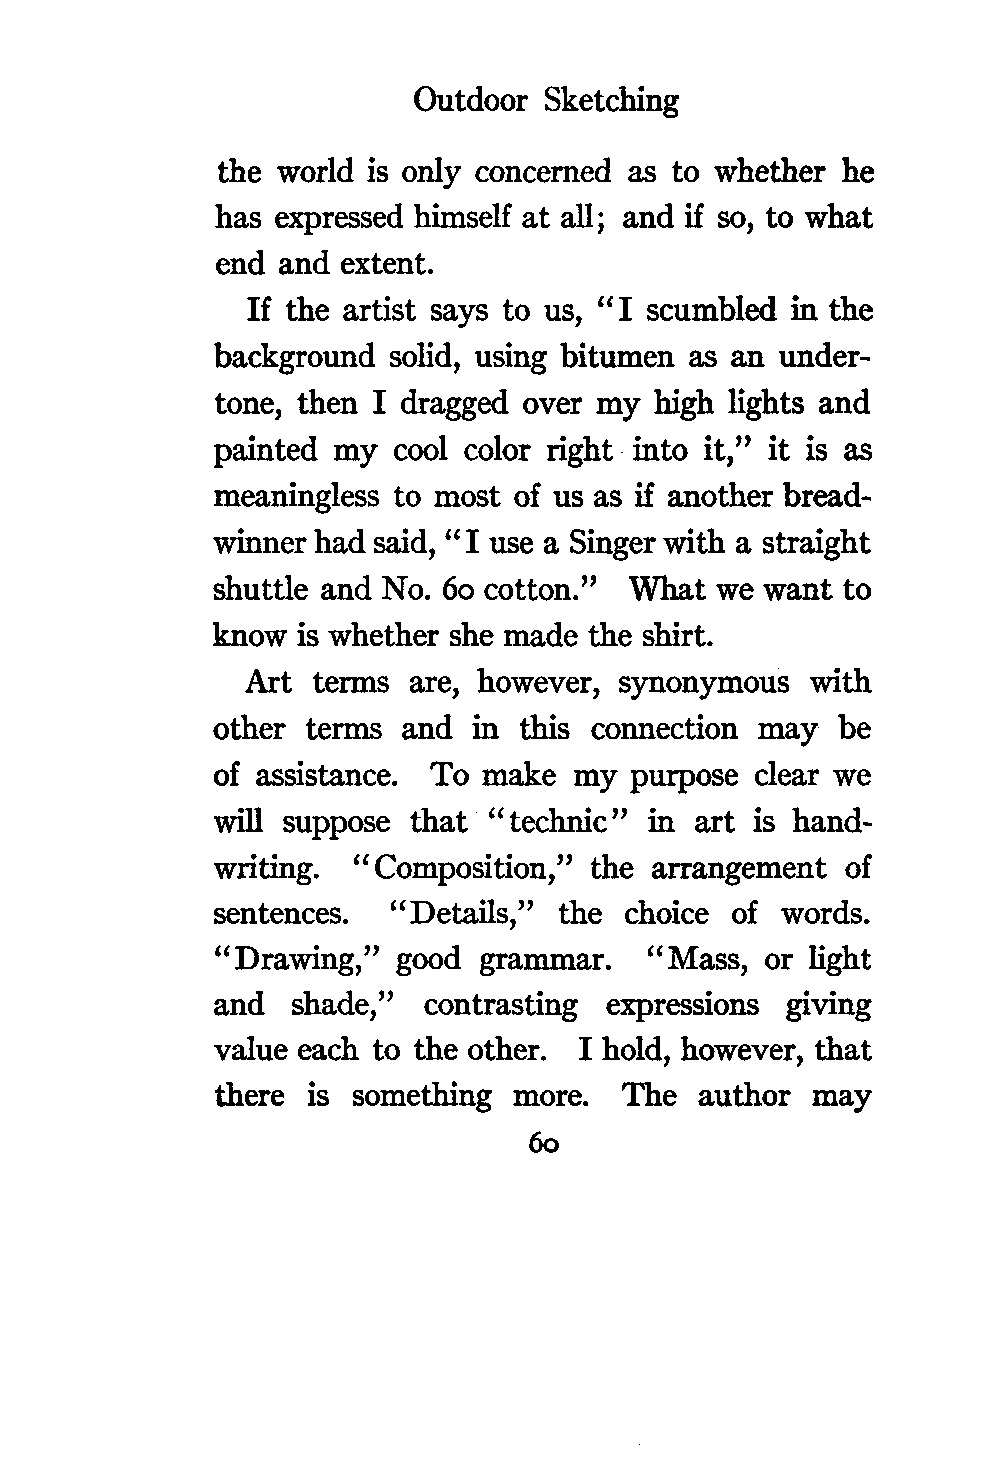 Outdoor Sketching
the world is only concerned as to whether he
has expressed himself at all; and if so, to what
end and extent.
If the artist says to us, “I scumbled in the
background solid, using bitumen as an under-
tone, then I dragged over my high lights and
painted my cool color right into it,” it is as
meaningless to most of us as if another bread-
winner had said, “I use a Singer with a straight
shuttle and No. 60 cotton.” What we want to
know is whether she made the shirt.
Art terms are, however, synonymous with
other terms and in this connection may be
of assistance. To make my purpose clear we
will suppose that “technic” in art is hand-
writing. “Composition,” the arrangement of
sentences. “Details,” the choice of words.
“Drawing,” good grammar. “Mass, or light
and shade,” contrasting expressions giving
value each to the other. I hold, however, that
there is something more. The author may
60